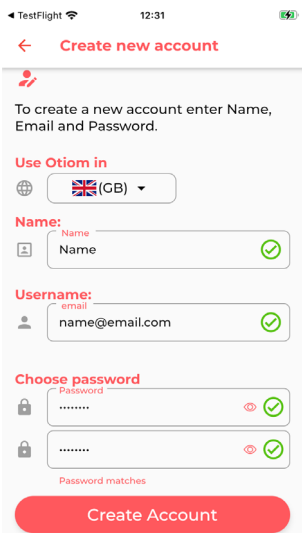 TestFlight 12:31
Create new account
To create a new account enter Name,
Email and Password.
Use Otiom in
(GB)
Name:
Name
Name
Username:
email
name@email.com
Choose password
Password
........
........
Password matches
Create Account